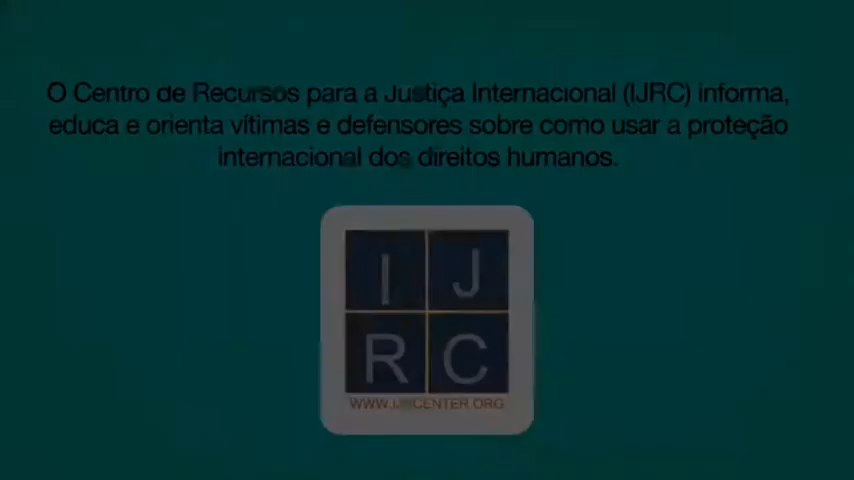 O Centro de Recursos para a Justiça Internacional (IJRC) informa,
educa e orienta vítimas e defensores sobre como usar a proteção
internacional dos direitos humanos.
I J
R C
WWW.IJRCENTER.ORG